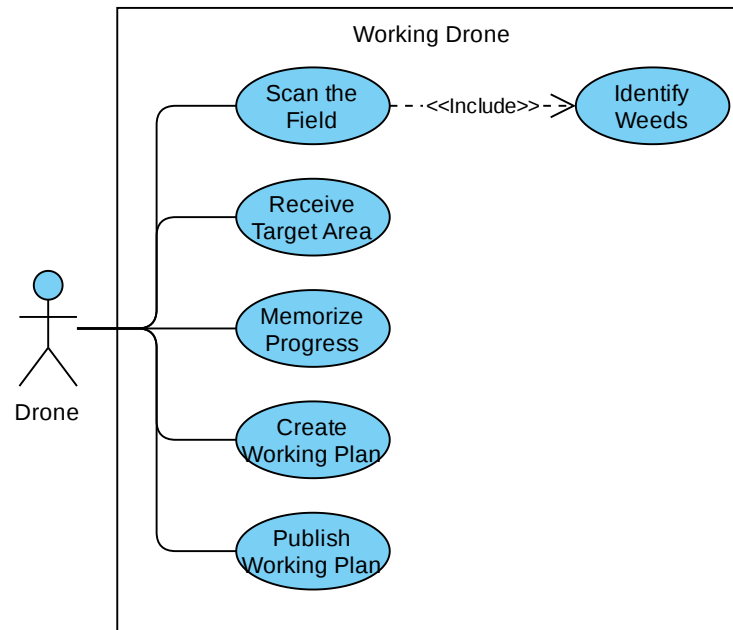 Working Drone
Scan the
Field
<<Include>>
Identify
Weeds
Receive
Target Area
Memorize
Progress
Drone
Create
Working Plan
Publish
Working Plan